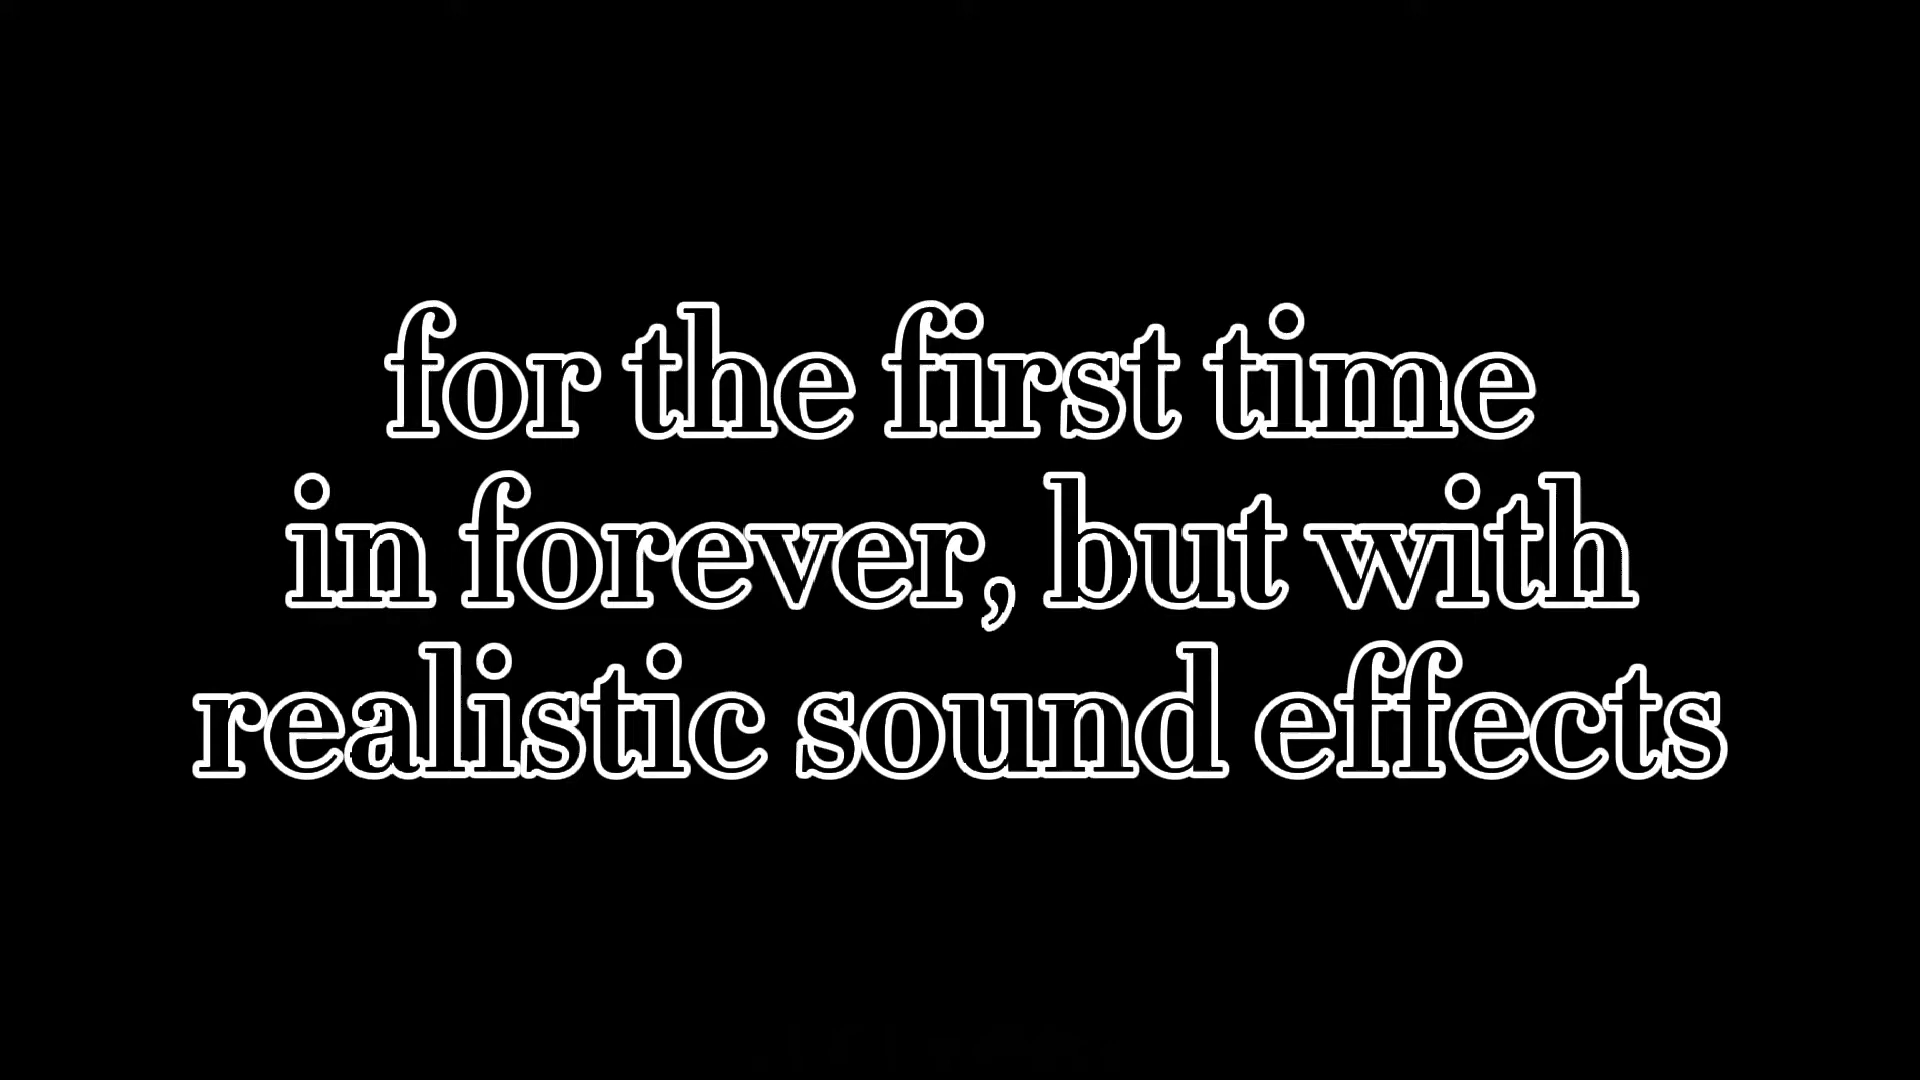 for the first time
in forever, but with
realistic sound effects